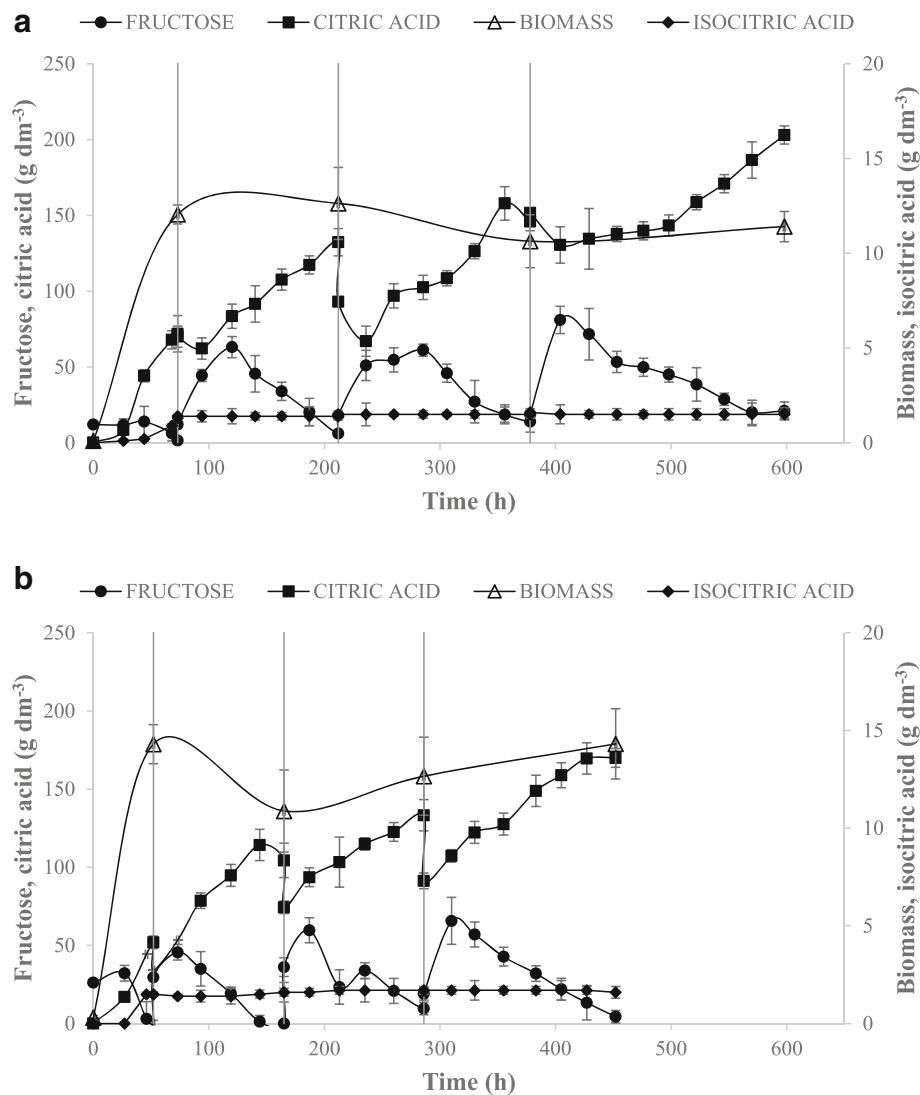 a
FRUCTOSE CITRIC ACID BIOMASS ISOCITRIC ACID
250 20
200 15
150
10
100
5
50
0 0
0 100 200 300 400 500 600
Fructose, citric acid (g dm⁻³)
Biomass, isocitric acid (g dm⁻³)
Time (h)
b
FRUCTOSE CITRIC ACID BIOMASS ISOCITRIC ACID
250 20
200 15
150
10
100
5
50
0 0
0 100 200 300 400 500 600
Fructose, citric acid (g dm⁻³)
Biomass, isocitric acid (g dm⁻³)
Time (h)